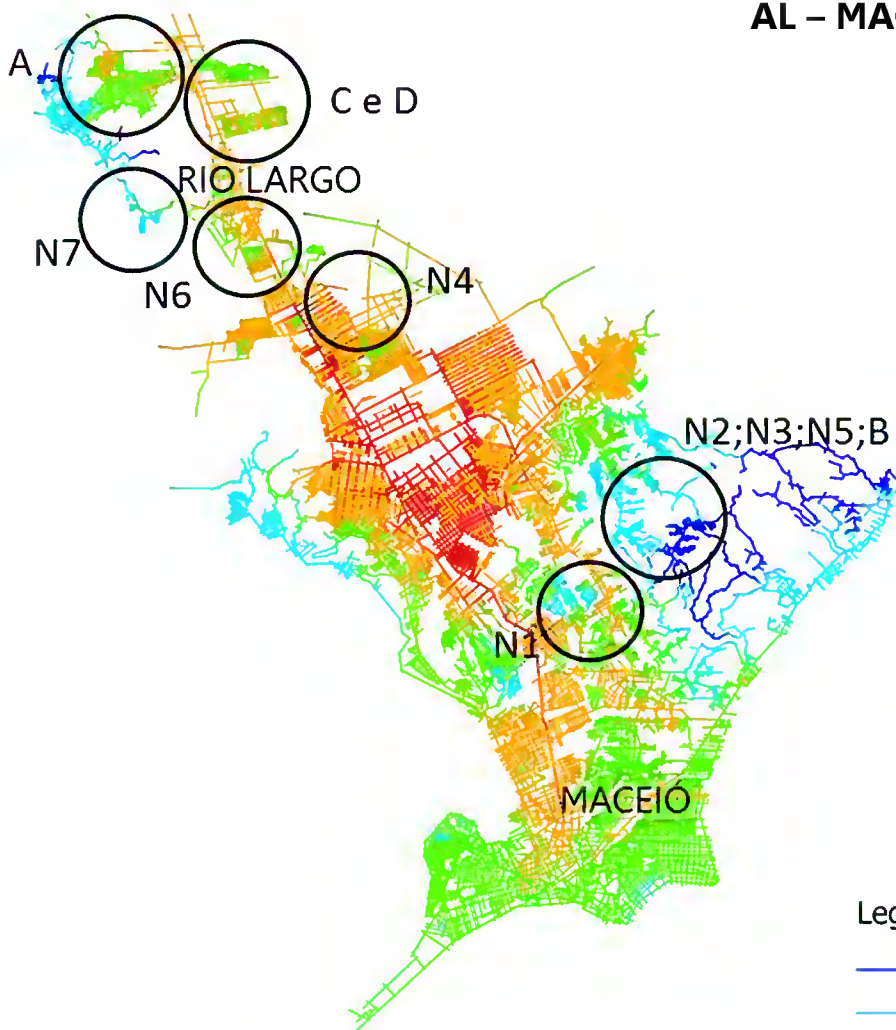 AL – MA
A
C e D
RIO LARGO
N7
N6
N4
N2;N3;N5;B
N1
MACEIÓ
Leg